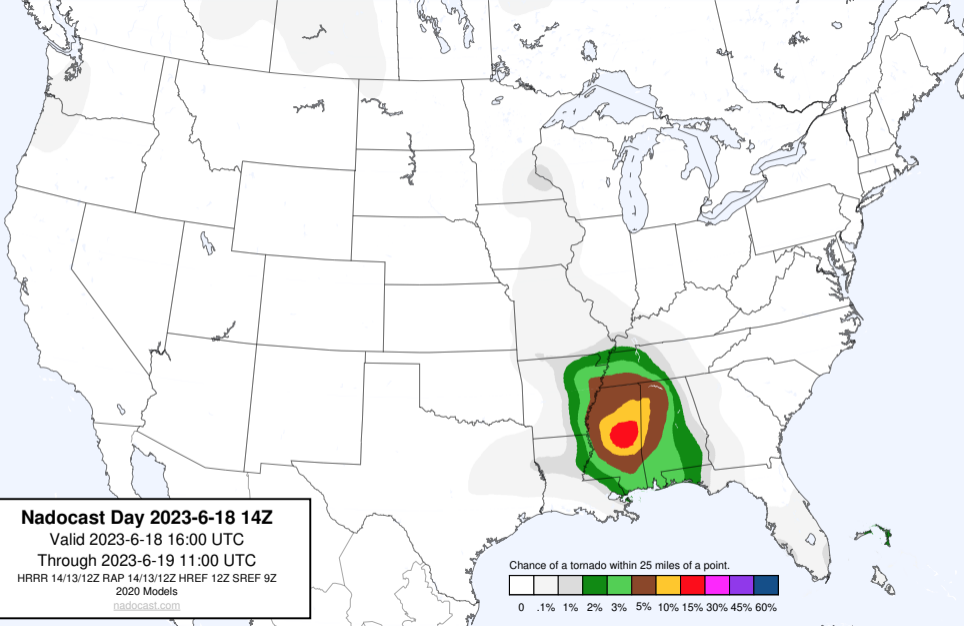 Nadocast Day 2023-6-18 14Z
Valid 2023-6-18 16:00 UTC
Through 2023-6-19 11:00 UTC
HRRR 14/13/12Z RAP 14/13/12Z HREF 12Z SREF 9Z
2020 Models
nadocast.com
Chance of a tornado within 25 miles of a point.
0 .1% 1% 2% 3% 5% 10% 15% 30% 45% 60%